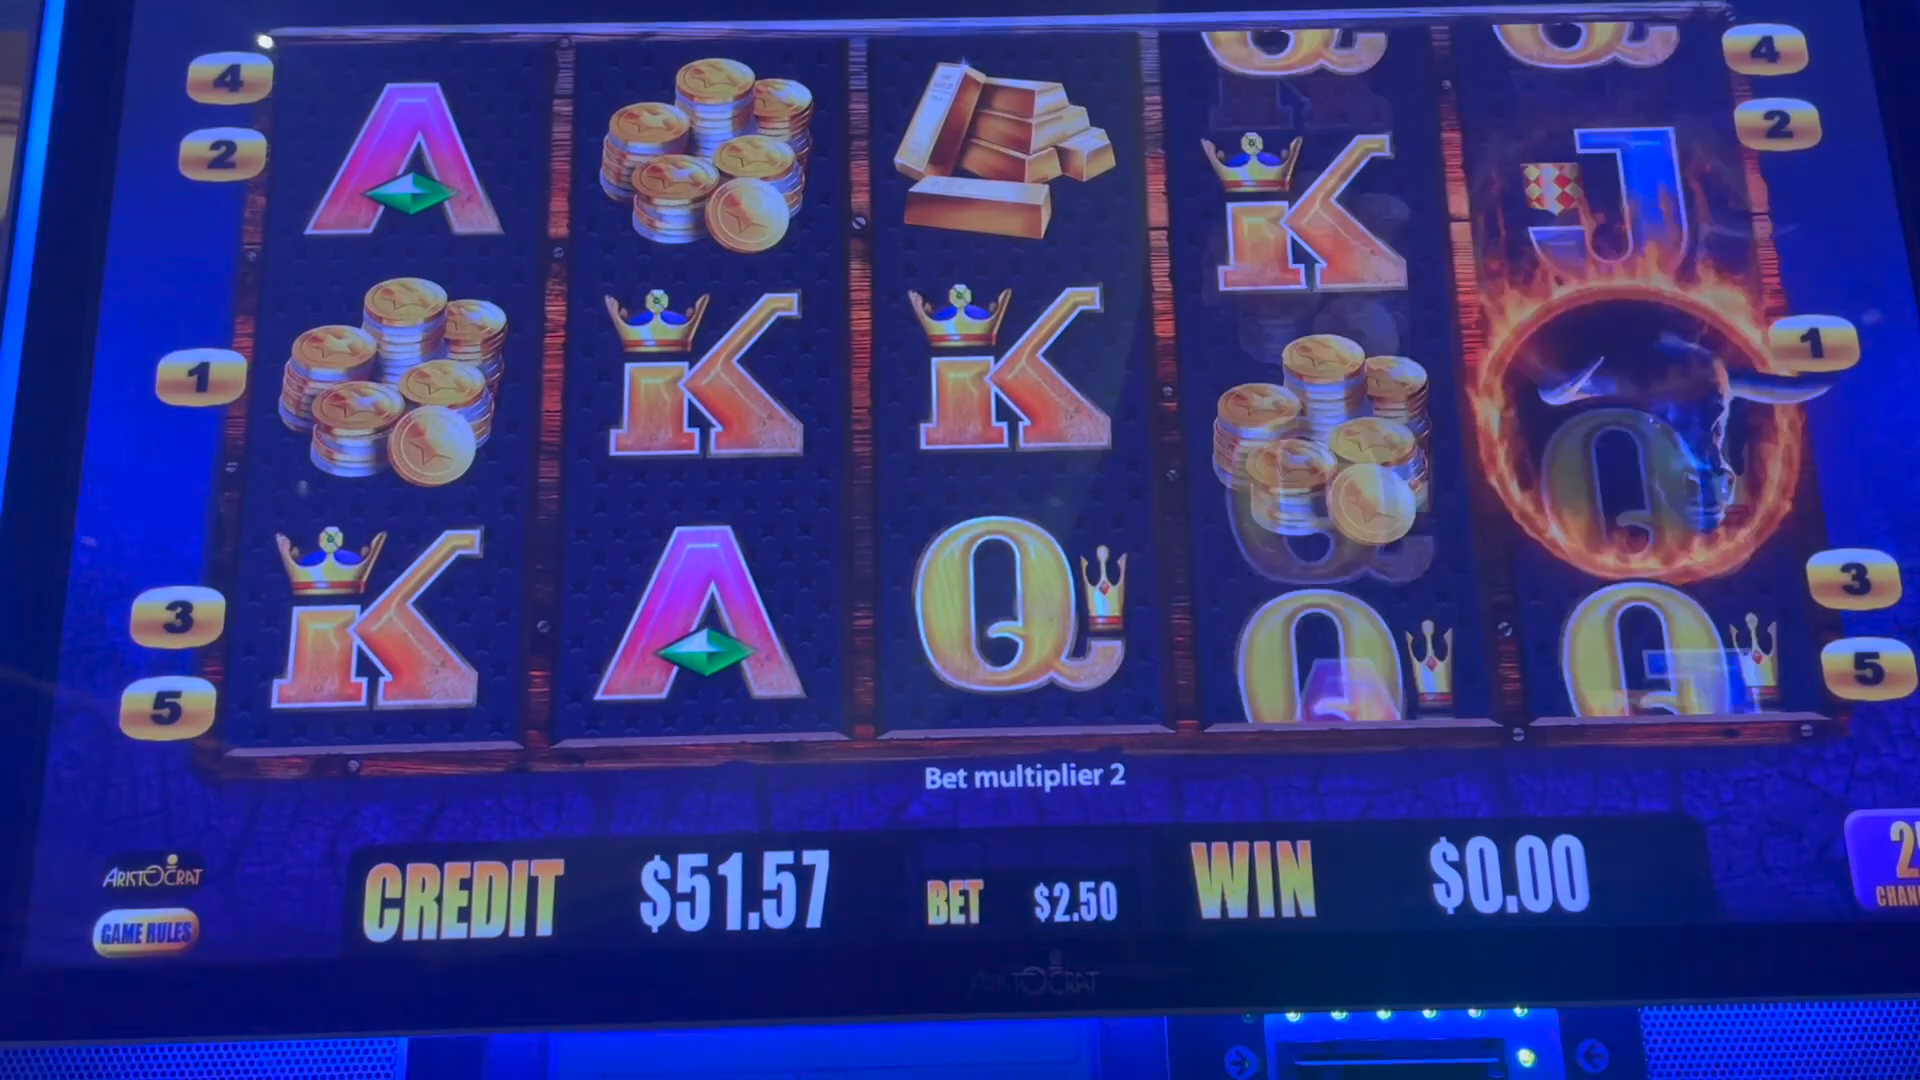 4
4
2
2
A
K
J
1
K
K
Q
1
K
A
Q
Q
Q
3
3
5
5
Bet multiplier 2
ARISTOCRAT
GAME RULES
CREDIT $51.57
BET $2.50
WIN $0.00
ARISTOCRAT